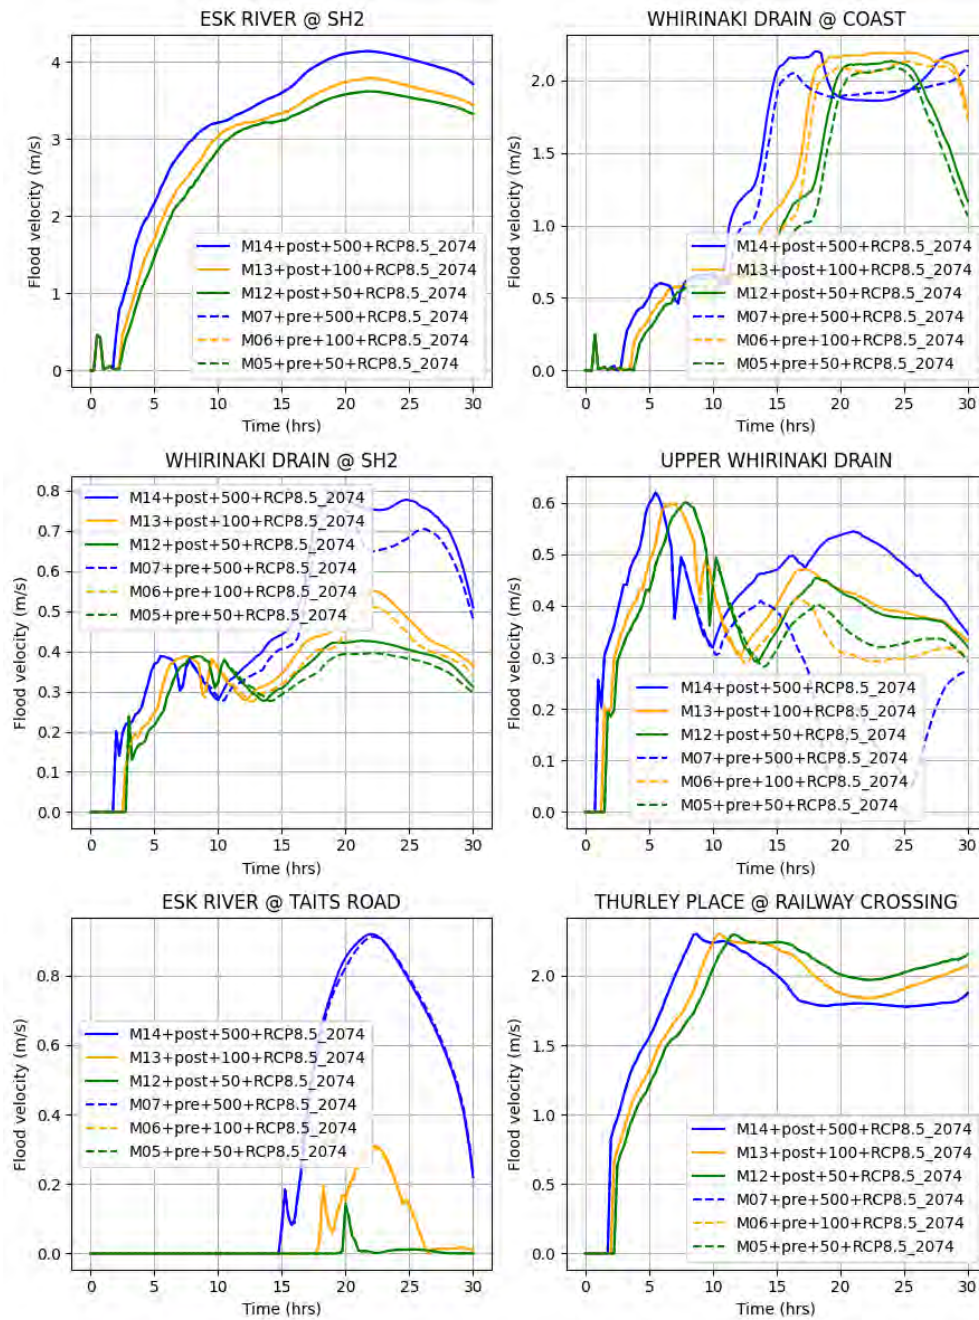 ESK RIVER @ SH2
Flood velocity (m/s)
4
3
2
1
0
M14+post+500+RCP8.5_2074
M13+post+100+RCP8.5_2074
M12+post+50+RCP8.5_2074
M07+pre+500+RCP8.5_2074
M06+pre+100+RCP8.5_2074
M05+pre+50+RCP8.5_2074
0 5 10 15 20 25 30
Time (hrs)
WHIRINAKI DRAIN @ COAST
Flood velocity (m/s)
2.0
1.5
1.0
0.5
0.0
M14+post+500+RCP8.5_2074
M13+post+100+RCP8.5_2074
M12+post+50+RCP8.5_2074
M07+pre+500+RCP8.5_2074
M06+pre+100+RCP8.5_2074
M05+pre+50+RCP8.5_2074
0 5 10 15 20 25 30
Time (hrs)
WHIRINAKI DRAIN @ SH2
Flood velocity (m/s)
0.8
0.7
0.6
0.5
0.4
0.3
0.2
0.1
0.0
M14+post+500+RCP8.5_2074
M13+post+100+RCP8.5_2074
M12+post+50+RCP8.5_2074
M07+pre+500+RCP8.5_2074
M06+pre+100+RCP8.5_2074
M05+pre+50+RCP8.5_2074
0 5 10 15 20 25 30
Time (hrs)
UPPER WHIRINAKI DRAIN
Flood velocity (m/s)
0.6
0.5
0.4
0.3
0.2
0.1
0.0
M14+post+500+RCP8.5_2074
M13+post+100+RCP8.5_2074
M12+post+50+RCP8.5_2074
M07+pre+500+RCP8.5_2074
M06+pre+100+RCP8.5_2074
M05+pre+50+RCP8.5_2074
0 5 10 15 20 25 30
Time (hrs)
ESK RIVER @ TAITS ROAD
Flood velocity (m/s)
0.8
0.6
0.4
0.2
0.0
M14+post+500+RCP8.5_2074
M13+post+100+RCP8.5_2074
M12+post+50+RCP8.5_2074
M07+pre+500+RCP8.5_2074
M06+pre+100+RCP8.5_2074
M05+pre+50+RCP8.5_2074
0 5 10 15 20 25 30
Time (hrs)
THURLEY PLACE @ RAILWAY CROSSING
Flood velocity (m/s)
2.0
1.5
1.0
0.5
0.0
M14+post+500+RCP8.5_2074
M13+post+100+RCP8.5_2074
M12+post+50+RCP8.5_2074
M07+pre+500+RCP8.5_2074
M06+pre+100+RCP8.5_2074
M05+pre+50+RCP8.5_2074
0 5 10 15 20 25 30
Time (hrs)